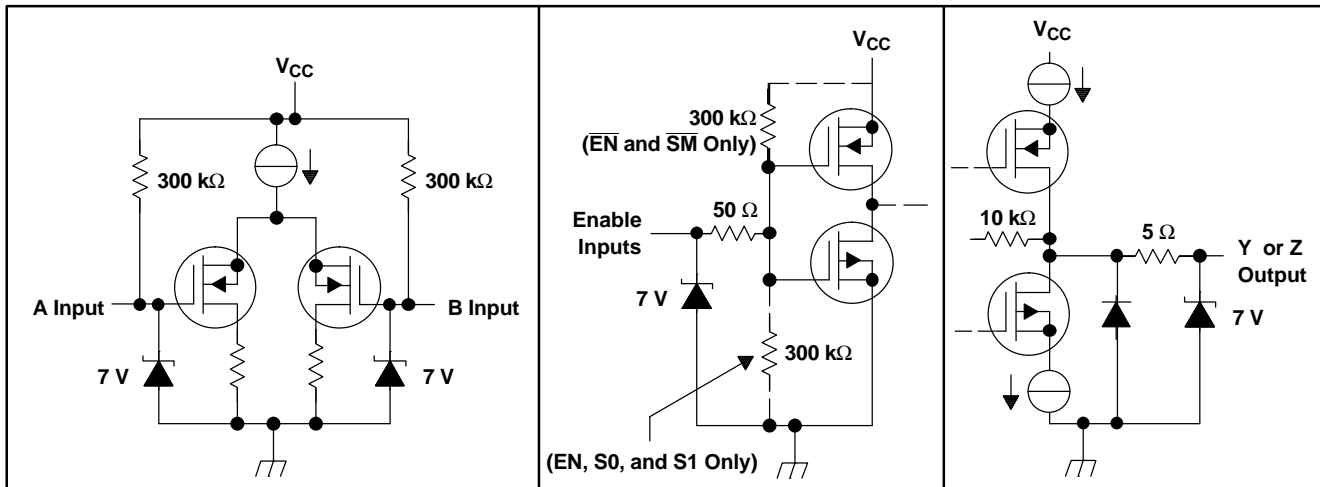 VCC
300 kΩ
300 kΩ
A Input
B Input
7 V
7 V
VCC
300 kΩ
(EN and SM Only)
50 Ω
Enable
Inputs
7 V
300 kΩ
(EN, S0, and S1 Only)
VCC
10 kΩ
5 Ω
Y or Z
Output
7 V